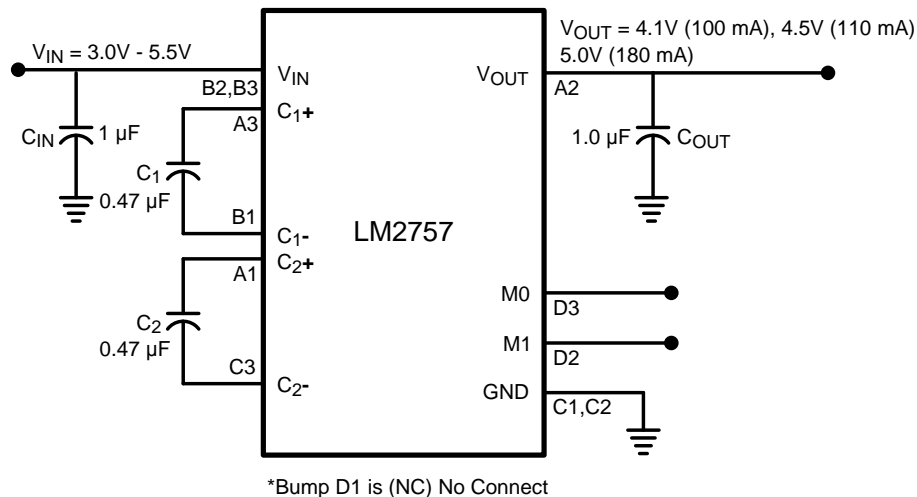 V_IN = 3.0V - 5.5V
V_OUT = 4.1V (100 mA), 4.5V (110 mA)
5.0V (180 mA)
V_IN
B2,B3
V_OUT
A2
C1+
A3
C_IN
1 µF
C1
0.47 µF
1.0 µF
C_OUT
B1
C1-
LM2757
C2+
A1
C2
0.47 µF
C3
C2-
M0
D3
M1
D2
GND
C1,C2
*Bump D1 is (NC) No Connect